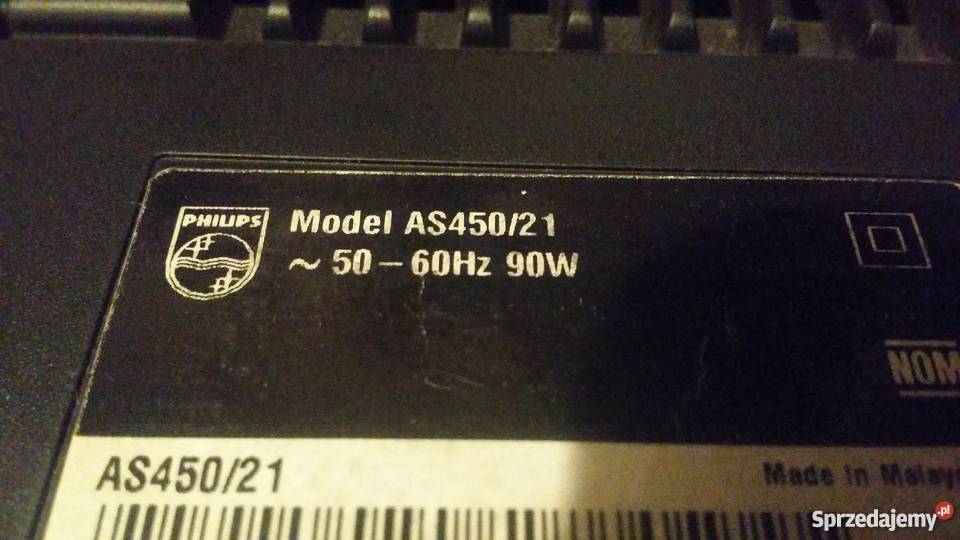 PHILIPS
Model AS450/21
~ 50 – 60Hz 90W
NOM
AS450/21
Made in Malay
Sprzedajemy.pl